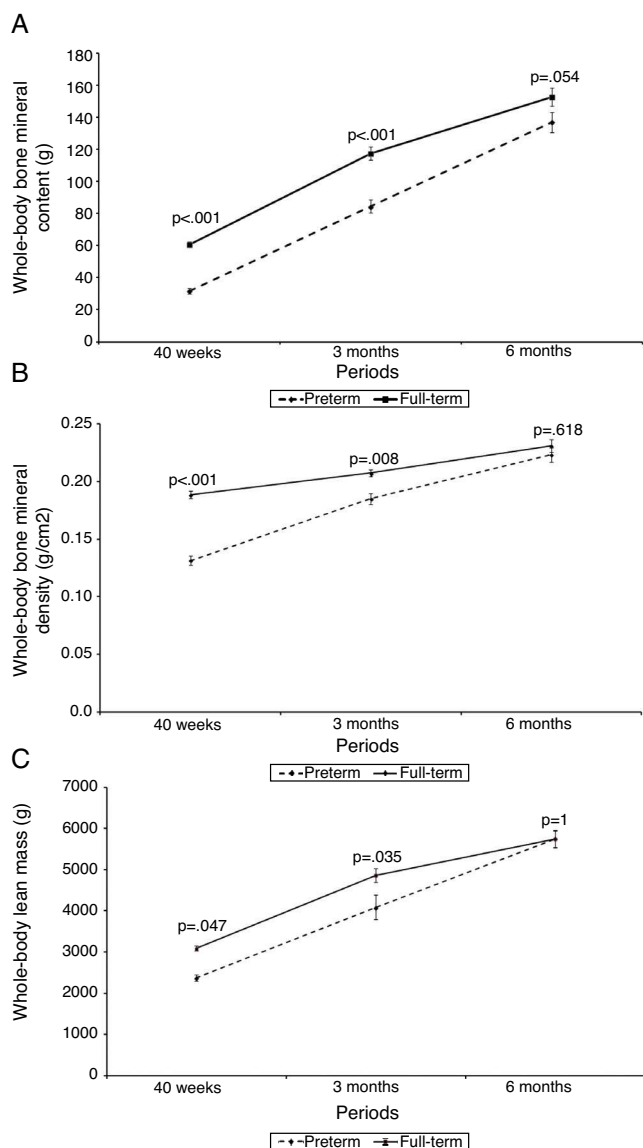 A
Whole-body bone mineral
content (g)
180
160
140
120
100
80
60
40
20
0
p<.001
p<.001
p=.054
40 weeks
3 months
6 months
Periods
Preterm
Full-term
B
Whole-body bone mineral
density (g/cm2)
0.25
0.20
0.15
0.10
0.05
0.0
p<.001
p=.008
p=.618
40 weeks
3 months
6 months
Periods
Preterm
Full-term
C
Whole-body lean mass (g)
7000
6000
5000
4000
3000
2000
1000
0
p=.047
p=.035
p=1
40 weeks
3 months
6 months
Periods
Preterm
Full-term